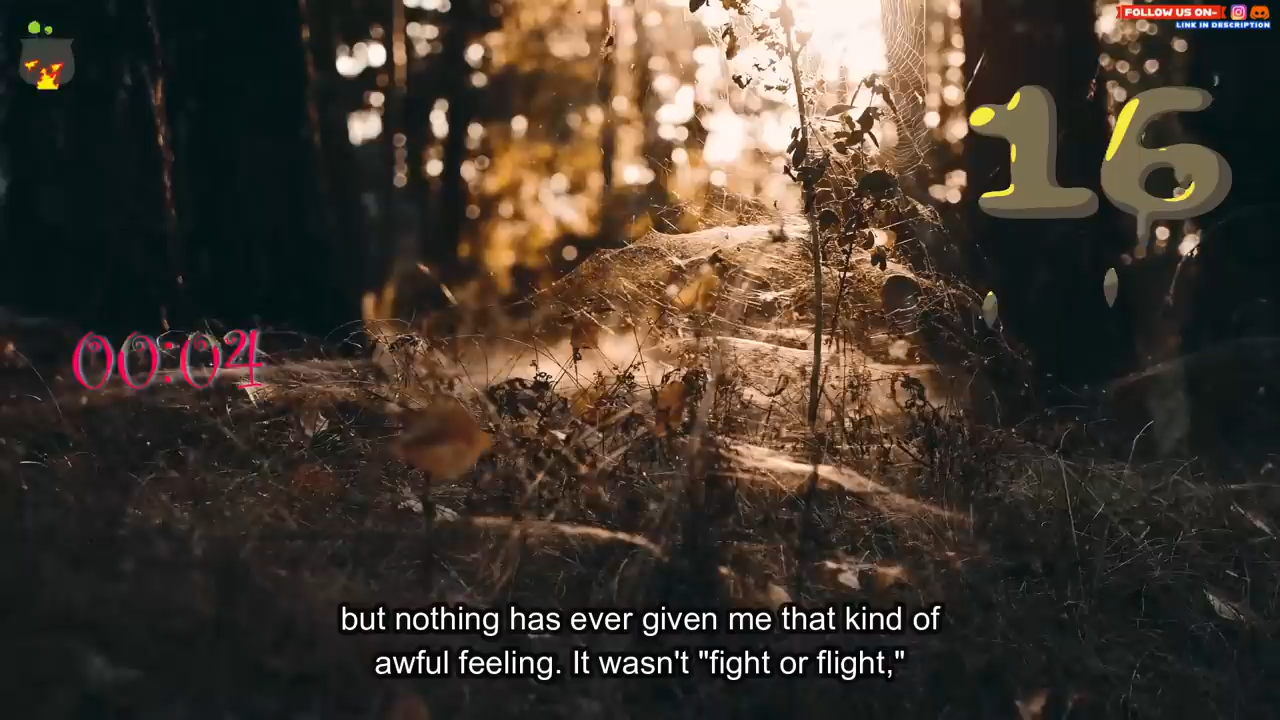 FOLLOW US ON-
LINK IN DESCRIPTION
16
00:04
but nothing has ever given me that kind of
awful feeling. It wasn't "fight or flight,"